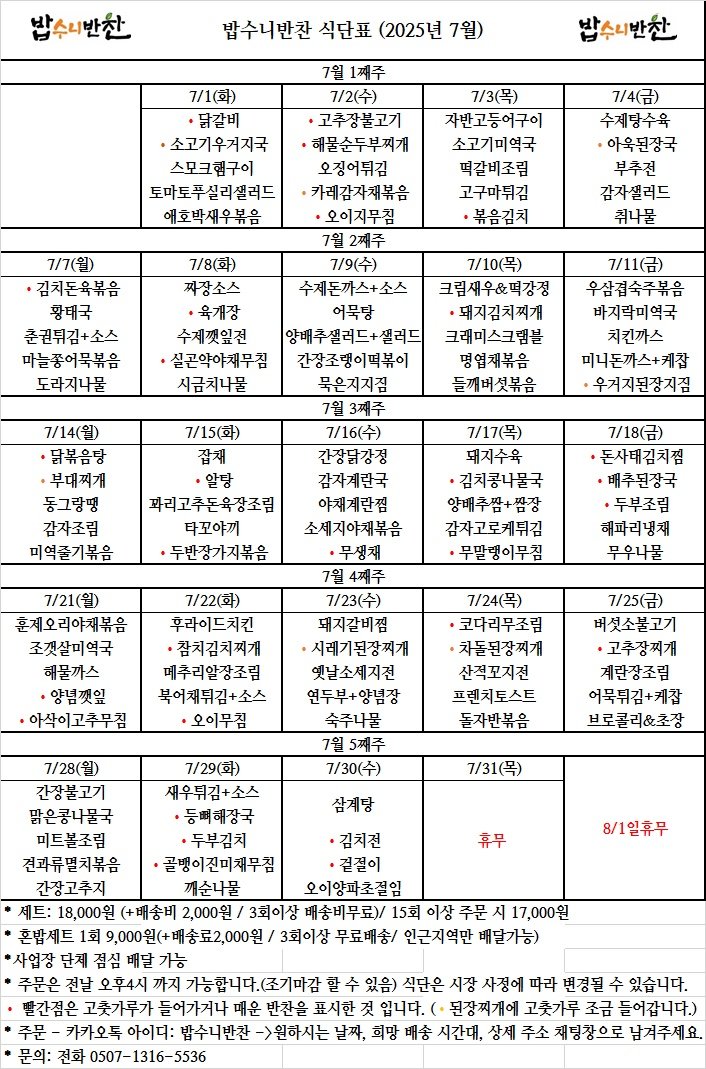 밥수니반찬 밥수니반찬 식단표 (2025년 7월) 밥수니반찬
7월 1째주
7/1(화) 7/2(수) 7/3(목) 7/4(금)
• 닭갈비 • 고추장불고기 자반고등어구이 수제탕수육
• 소고기우거지국 • 해물순두부찌개 소고기미역국 • 아욱된장국
스모크햄구이 오징어튀김 떡갈비조림 부추전
토마토푸실리샐러드 • 카레감자채볶음 고구마튀김 감자샐러드
애호박새우볶음 • 오이지무침 • 볶음김치 취나물
7월 2째주
7/7(월) 7/8(화) 7/9(수) 7/10(목) 7/11(금)
• 김치돈육볶음 짜장소스 수제돈까스+소스 크림새우&떡강정 우삼겹숙주볶음
황태국 • 육개장 어묵탕 • 돼지김치찌개 바지락미역국
춘권튀김+소스 수제깻잎전 양배추샐러드+샐러드 크래미스크램블 치킨까스
마늘쫑어묵볶음 • 실곤약야채무침 간장조랭이떡볶이 명엽채볶음 미니돈까스+케찹
도라지나물 시금치나물 묵은지지짐 들깨버섯볶음 • 우거지된장지짐
7월 3째주
7/14(월) 7/15(화) 7/16(수) 7/17(목) 7/18(금)
• 닭볶음탕 잡채 간장닭강정 돼지수육 • 돈사태김치찜
• 부대찌개 • 알탕 감자계란국 • 김치콩나물국 • 배추된장국
동그랑땡 꽈리고추돈육장조림 야채계란찜 양배추쌈+쌈장 • 두부조림
감자조림 타꼬야끼 소세지야채볶음 감자고로케튀김 해파리냉채
미역줄기볶음 • 두반장가지볶음 • 무생채 • 무말랭이무침 무우나물
7월 4째주
7/21(월) 7/22(화) 7/23(수) 7/24(목) 7/25(금)
훈제오리야채볶음 후라이드치킨 돼지갈비찜 • 코다리무조림 버섯소불고기
조갯살미역국 • 참치김치찌개 • 시레기된장찌개 • 차돌된장찌개 • 고추장찌개
해물까스 메추리알장조림 옛날소세지전 산적꼬지전 계란장조림
• 양념깻잎 북어채튀김+소스 연두부+양념장 프렌치토스트 어묵튀김+케찹
• 아삭이고추무침 • 오이무침 숙주나물 돌자반볶음 브로콜리&초장
7월 5째주
7/28(월) 7/29(화) 7/30(수) 7/31(목) 8/1일휴무
간장불고기 새우튀김+소스 삼계탕 휴무
맑은콩나물국 • 등뼈해장국
미트볼조림 • 두부김치 • 김치전
견과류멸치볶음 • 골뱅이진미채무침 • 겉절이
간장고추지 깨순나물 오이양파초절임
* 세트: 18,000원 (+배송비 2,000원 / 3회이상 배송비무료)/ 15회 이상 주문 시 17,000원
* 혼밥세트 1회 9,000원(+배송료2,000원 / 3회이상 무료배송/ 인근지역만 배달가능)
*사업장 단체 점심 배달 가능
* 주문은 전날 오후4시 까지 가능합니다.(조기마감 할 수 있음) 식단은 시장 사정에 따라 변경될 수 있습니다.
• 빨간점은 고춧가루가 들어가거나 매운 반찬을 표시한 것 입니다. ( • 된장찌개에 고춧가루 조금 들어갑니다.)
* 주문 - 카카오톡 아이디: 밥수니반찬 ->원하시는 날짜, 희망 배송 시간대, 상세 주소 채팅창으로 남겨주세요.
* 문의: 전화 0507-1316-5536